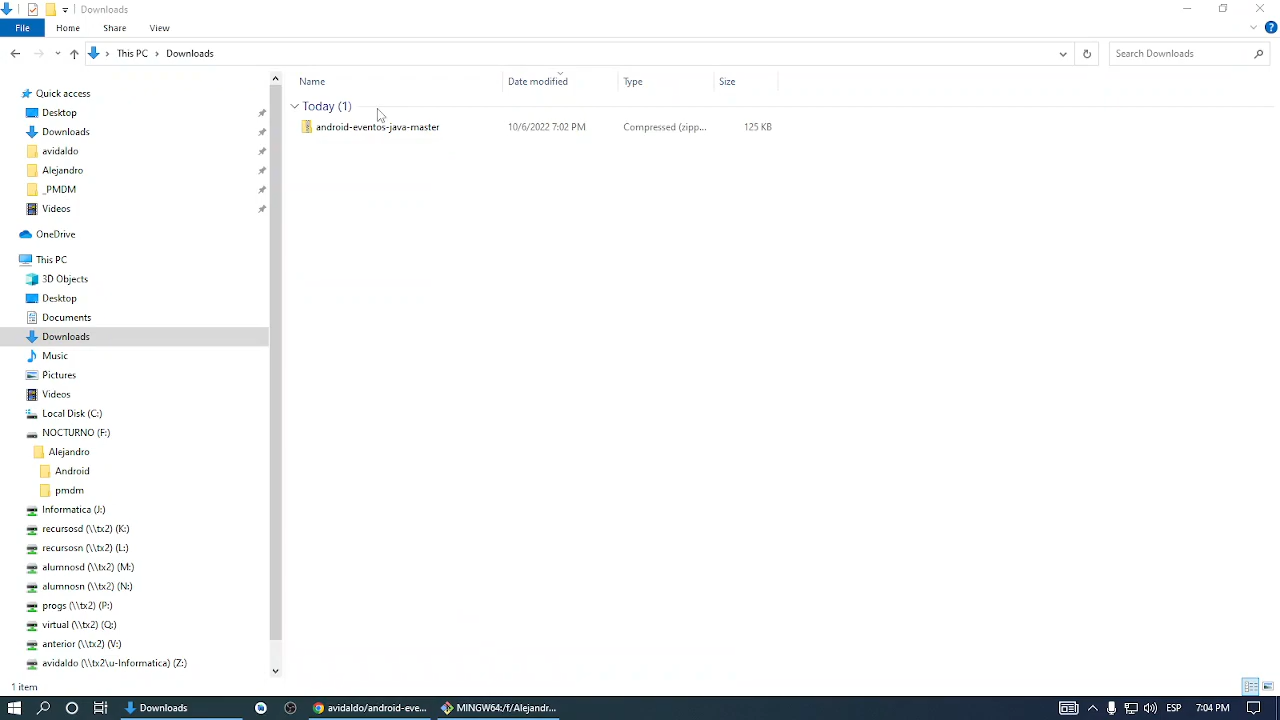 Downloads
File Home Share View
This PC Downloads Search Downloads
Name Date modified Type Size
Today (1)
android-eventos-java-master 10/6/2022 7:02 PM Compressed (zipp... 125 KB
Quick access
Desktop
Downloads
avidaldo
Alejandro
_PMDM
Videos
OneDrive
This PC
3D Objects
Desktop
Documents
Downloads
Music
Pictures
Videos
Local Disk (C:)
NOCTURNO (F:)
Alejandro
Android
pmdm
Informatica (J:)
recursosd (\\tx2) (K:)
recursosn (\\tx2) (L:)
alumnosd (\\tx2) (M:)
alumnosn (\\tx2) (N:)
progs (\\tx2) (P:)
virtual (\\tx2) (Q:)
anterior (\\tx2) (V:)
avidaldo (\\tx2\u-Informatica) (Z:)
1 item
Downloads avidaldo/android-eve... MINGW64:/f/Alejandr... ESP 7:04 PM